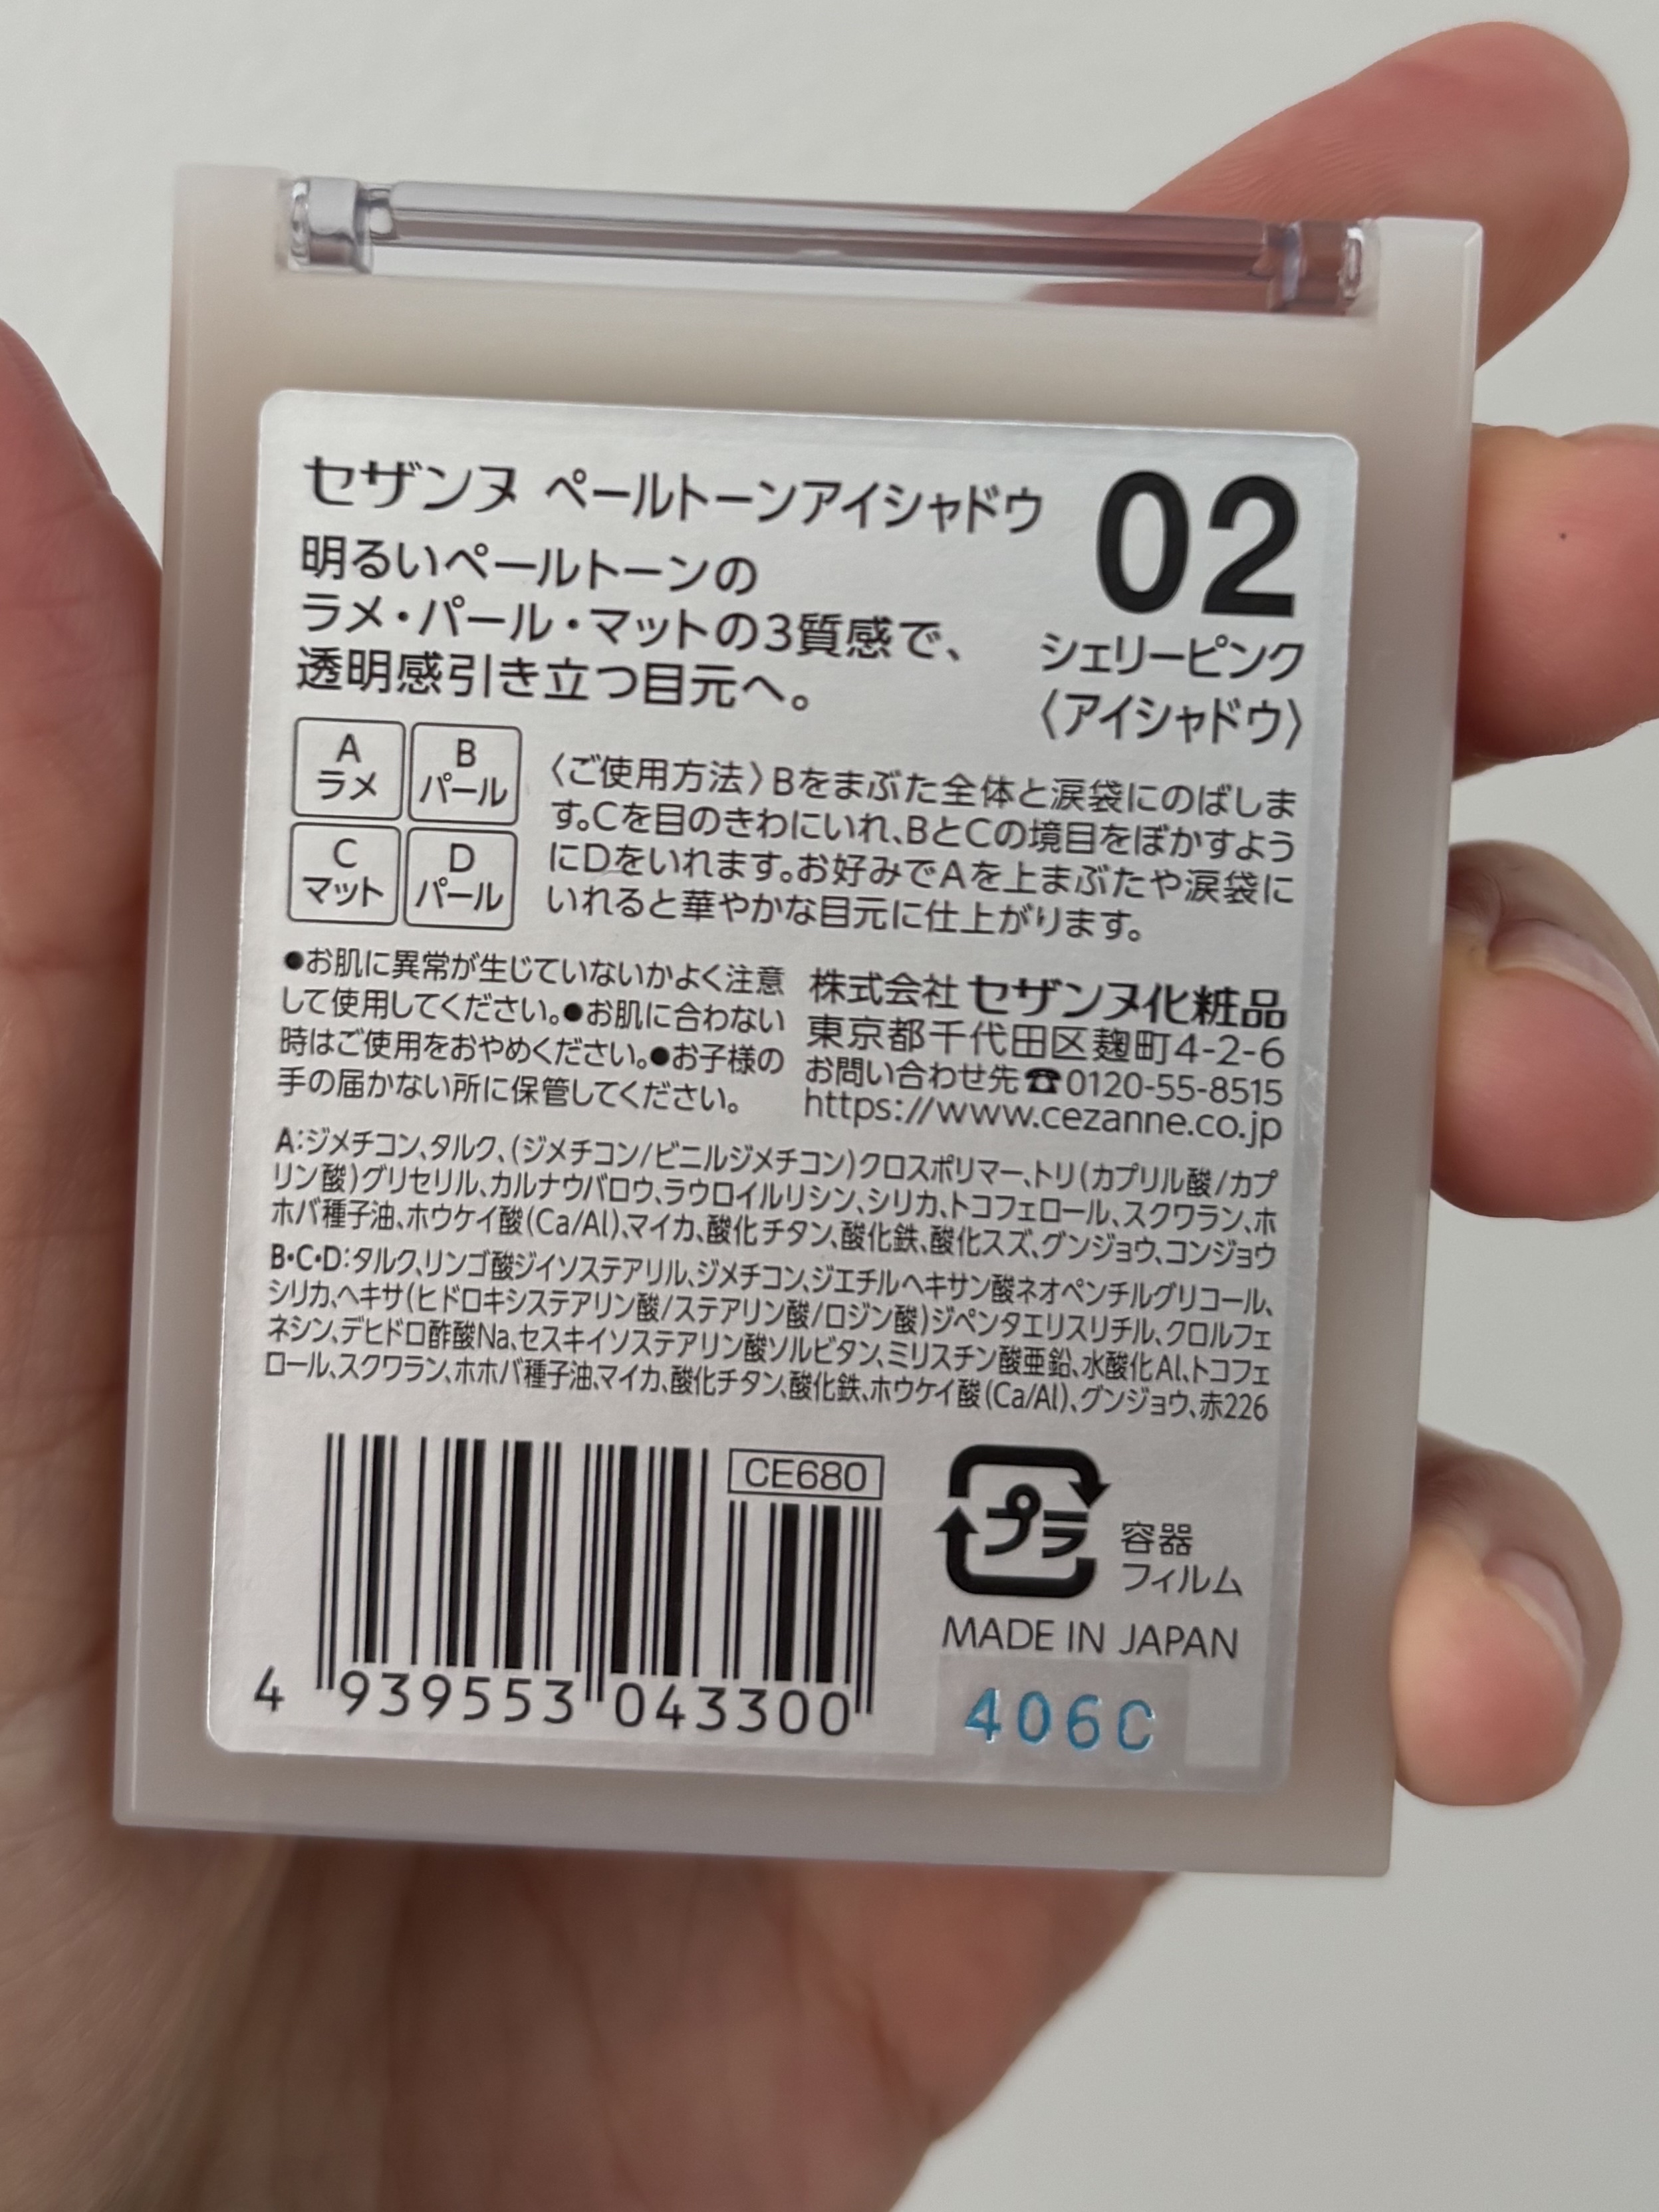 セザンヌ ペールトーンアイシャドウ
02
明るいペールトーンの
ラメ・パール・マットの3質感で、
透明感引き立つ目元へ。
シェリーピンク
〈アイシャドウ〉
A
ラメ
B
パール
C
マット
D
パール
〈ご使用方法〉Bをまぶた全体と涙袋にのばしま
す。Cを目のきわにいれ、BとCの境目をぼかすよう
にDをいれます。お好みでAを上まぶたや涙袋に
いれると華やかな目元に仕上がります。
●お肌に異常が生じていないかよく注意
して使用してください。●お肌に合わない
時はご使用をおやめください。●お子様の
手の届かない所に保管してください。
株式会社 セザンヌ化粧品
東京都千代田区麹町4-2-6
お問い合わせ先☎0120-55-8515
https://www.cezanne.co.jp
A:ジメチコン、タルク、(ジメチコン/ビニルジメチコン)クロスポリマー、トリ(カプリル酸/カプ
リン酸)グリセリル、カルナウバロウ、ラウロイルリシン、シリカ、トコフェロール、スクワラン、ホ
ホバ種子油、ホウケイ酸(Ca/Al)、マイカ、酸化チタン、酸化鉄、酸化スズ、グンジョウ、コンジョウ
B・C・D:タルク、リンゴ酸ジイソステアリル、ジメチコン、ジエチルヘキサン酸ネオペンチルグリコール、
シリカ、ヘキサ(ヒドロキシステアリン酸/ステアリン酸/ロジン酸)ジペンタエリスリチル、クロルフェ
ネシン、デヒドロ酢酸Na、セスキイソステアリン酸ソルビタン、ミリスチン酸亜鉛、水酸化Al、トコフェ
ロール、スクワラン、ホホバ種子油、マイカ、酸化チタン、酸化鉄、ホウケイ酸(Ca/Al)、グンジョウ、赤226
CE680
プラ
容器
フィルム
MADE IN JAPAN
4 939553 043300
406C